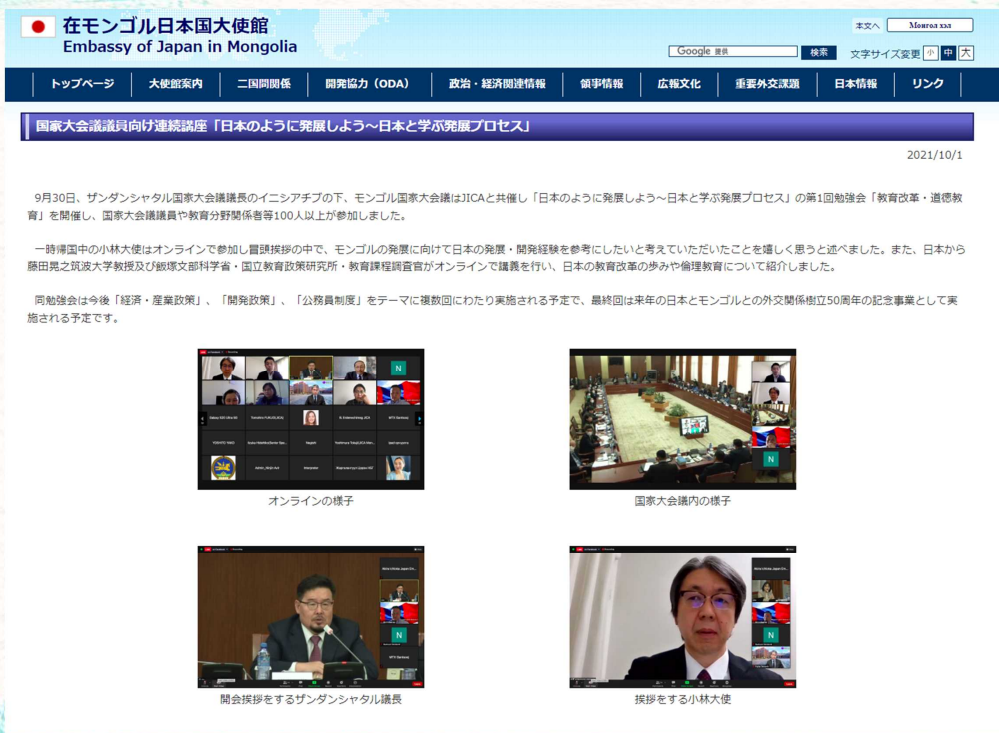 在モンゴル日本国大使館
Embassy of Japan in Mongolia
本文へ
Монгол хэл
Google 提供
検索
文字サイズ変更 小 中 大
トップページ
大使館案内
二国間関係
開発協力（ODA）
政治・経済関連情報
領事情報
広報文化
重要外交課題
日本情報
リンク
国家大会議議員向け連続講座「日本のように発展しよう～日本と学ぶ発展プロセス」
2021/10/1
9月30日、ザンダンシャタル国家大会議議長のイニシアチブの下、モンゴル国家大会議はJICAと共催し「日本のように発展しよう～日本と学ぶ発展プロセス」の第1回勉強会「教育改革・道徳教
育」を開催し、国家大会議議員や教育分野関係者等100人以上が参加しました。
一時帰国中の小林大使はオンラインで参加し冒頭挨拶の中で、モンゴルの発展に向けて日本の発展・開発経験を参考にしたいと考えていただいたことを嬉しく思うと述べました。また、日本から
藤田晃之筑波大学教授及び飯塚文部科学省・国立教育政策研究所・教育課程調査官がオンラインで講義を行い、日本の教育改革の歩みや倫理教育について紹介しました。
同勉強会は今後「経済・産業政策」、「開発政策」、「公務員制度」をテーマに複数回にわたり実施される予定で、最終回は来年の日本とモンゴルとの外交関係樹立50周年の記念事業として実
施される予定です。
N
N
オンラインの様子
国家大会議内の様子
N
N
開会挨拶をするザンダンシャタル議長
挨拶をする小林大使